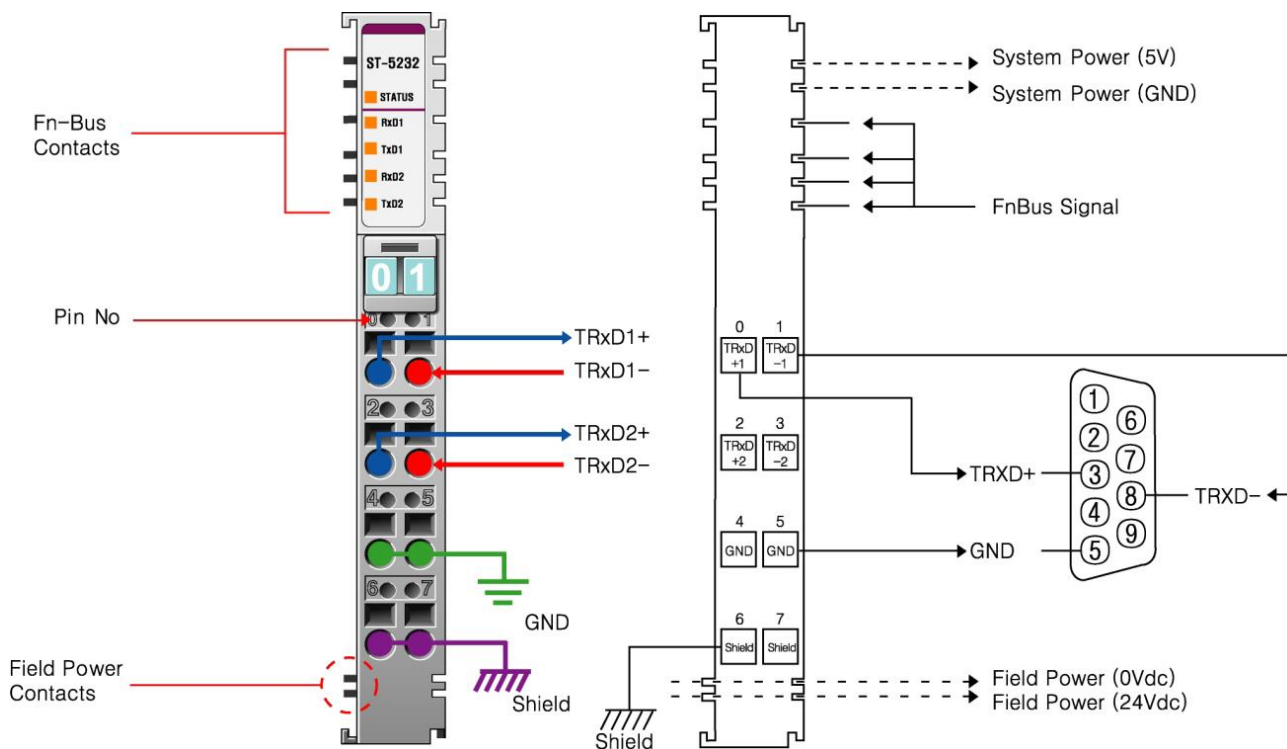 ST-5232
STATUS
RxD1
TxD1
RxD2
TxD2
Fn-Bus
Contacts
0 1
Pin No
0 1
TRxD1+
TRxD1-
2 3
TRxD2+
TRxD2-
4 5
GND
6 7
Shield
Field Power
Contacts
System Power (5V)
System Power (GND)
FnBus Signal
0 1
TRxD
+1
TRxD
-1
2 3
TRxD
+2
TRxD
-2
4 5
GND GND
6 7
Shield Shield
Shield
TRXD+
GND
1
2
3
4
5
6
7
8
9
TRXD-
Field Power (0Vdc)
Field Power (24Vdc)